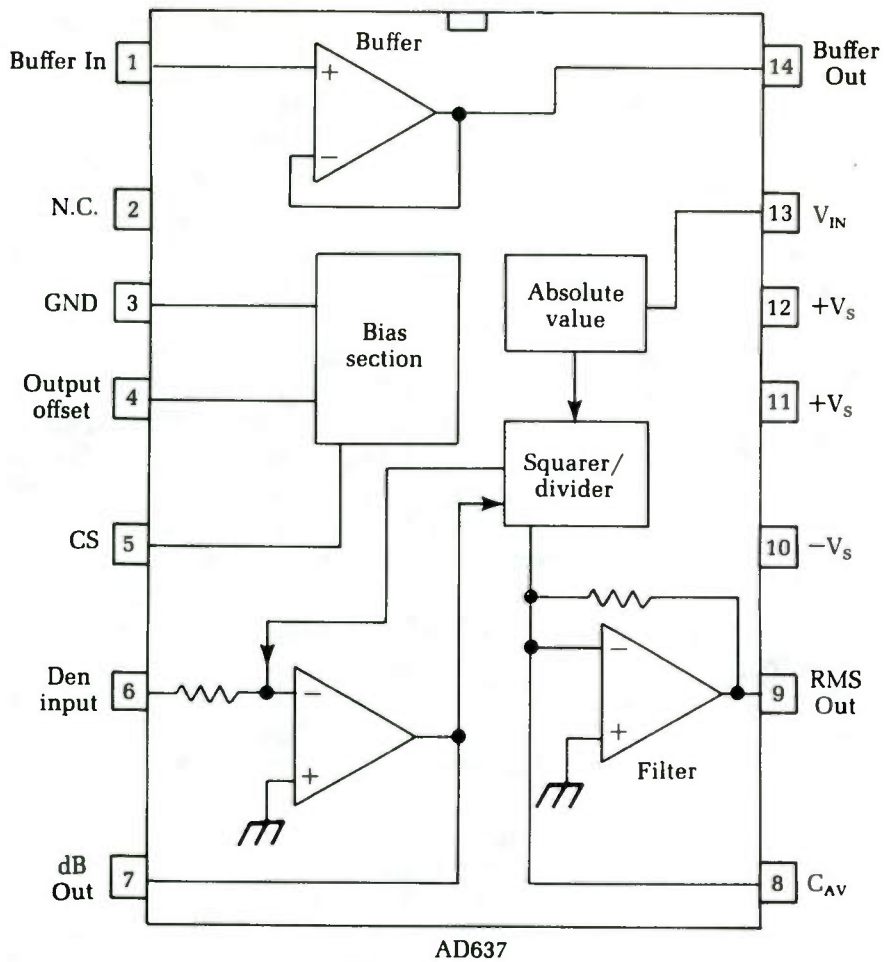 Buffer In 1
Buffer
+
−
14 Buffer
Out
N.C. 2
13 V_IN
GND 3
Bias
section
Absolute
value
12 +V_S
Output
offset 4
11 +V_S
Squarer/
divider
CS 5
10 −V_S
Den
input 6
−
+
−
+
Filter
9 RMS
Out
dB
Out 7
8 C_AV
AD637